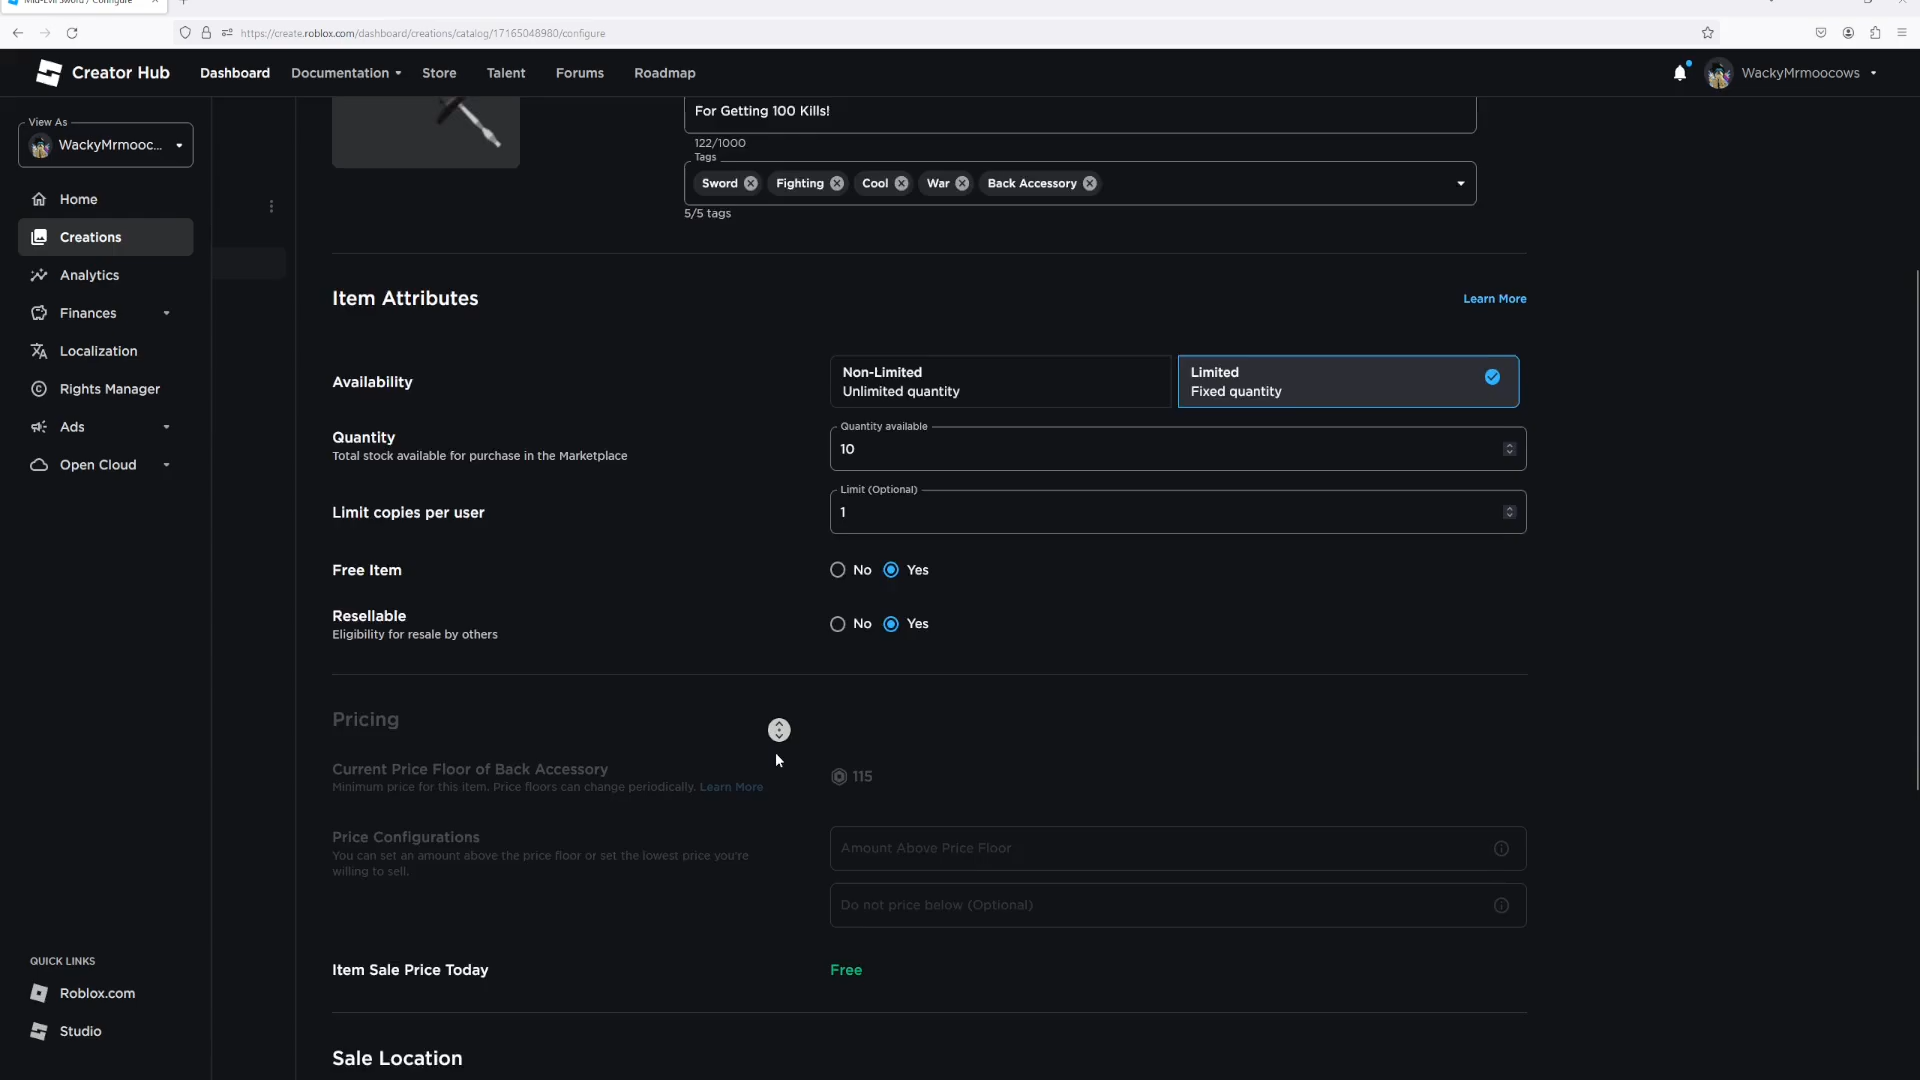 Mid-Evil Sword / Configure
https://create.roblox.com/dashboard/creations/catalog/17165048980/configure
Creator Hub
Dashboard
Documentation
Store
Talent
Forums
Roadmap
WackyMrmoocows
View As
WackyMrmooc...
Home
Creations
Analytics
Finances
Localization
Rights Manager
Ads
Open Cloud
QUICK LINKS
Roblox.com
Studio
For Getting 100 Kills!
122/1000
Tags
Sword Fighting Cool War Back Accessory
5/5 tags
Item Attributes
Learn More
Availability
Non-Limited
Unlimited quantity
Limited
Fixed quantity
Quantity
Total stock available for purchase in the Marketplace
Quantity available
10
Limit copies per user
Limit (Optional)
1
Free Item
No Yes
Resellable
Eligibility for resale by others
No Yes
Pricing
Current Price Floor of Back Accessory
Minimum price for this item. Price floors can change periodically. Learn More
115
Price Configurations
You can set an amount above the price floor or set the lowest price you're
willing to sell.
Amount Above Price Floor
Do not price below (Optional)
Item Sale Price Today
Free
Sale Location